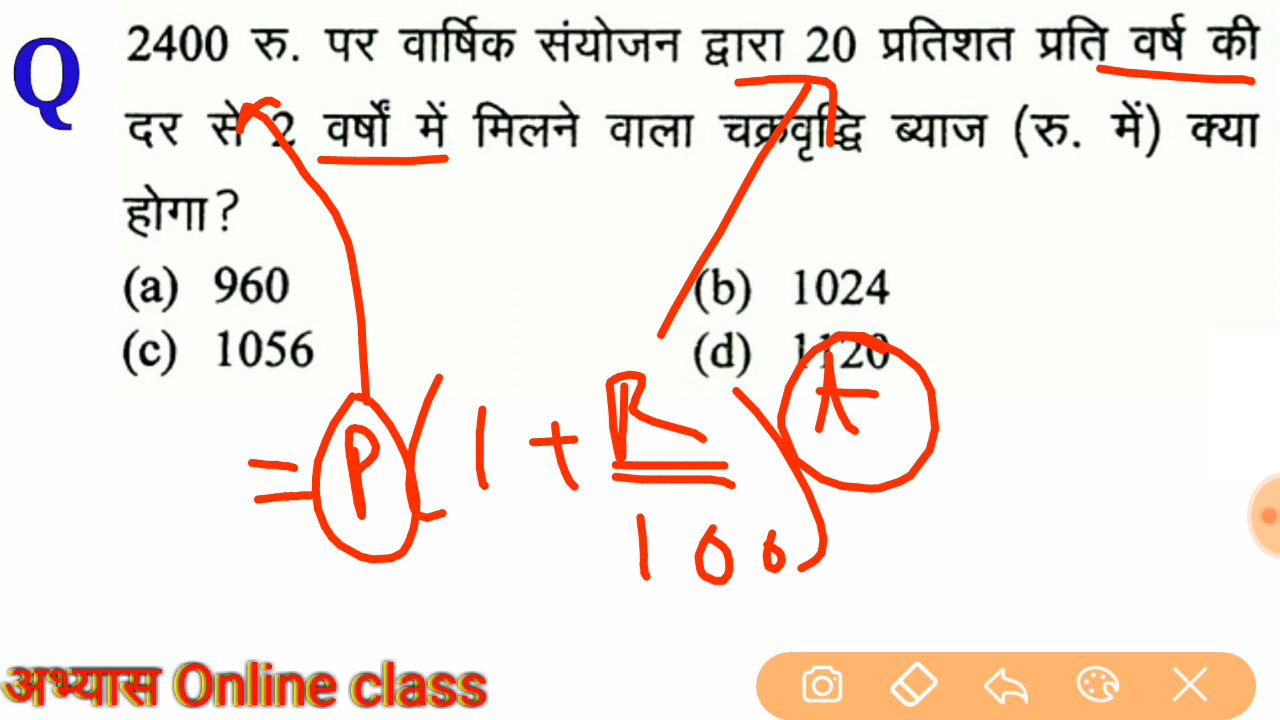 Q 2400 रु. पर वार्षिक संयोजन द्वारा 20 प्रतिशत प्रति वर्ष की
दर से 2 वर्षों में मिलने वाला चक्रवृद्धि ब्याज (रु. में) क्या
होगा?
(a) 960 (b) 1024
(c) 1056 (d) 1120
= P(1 + R
100)
अभ्यास Online class